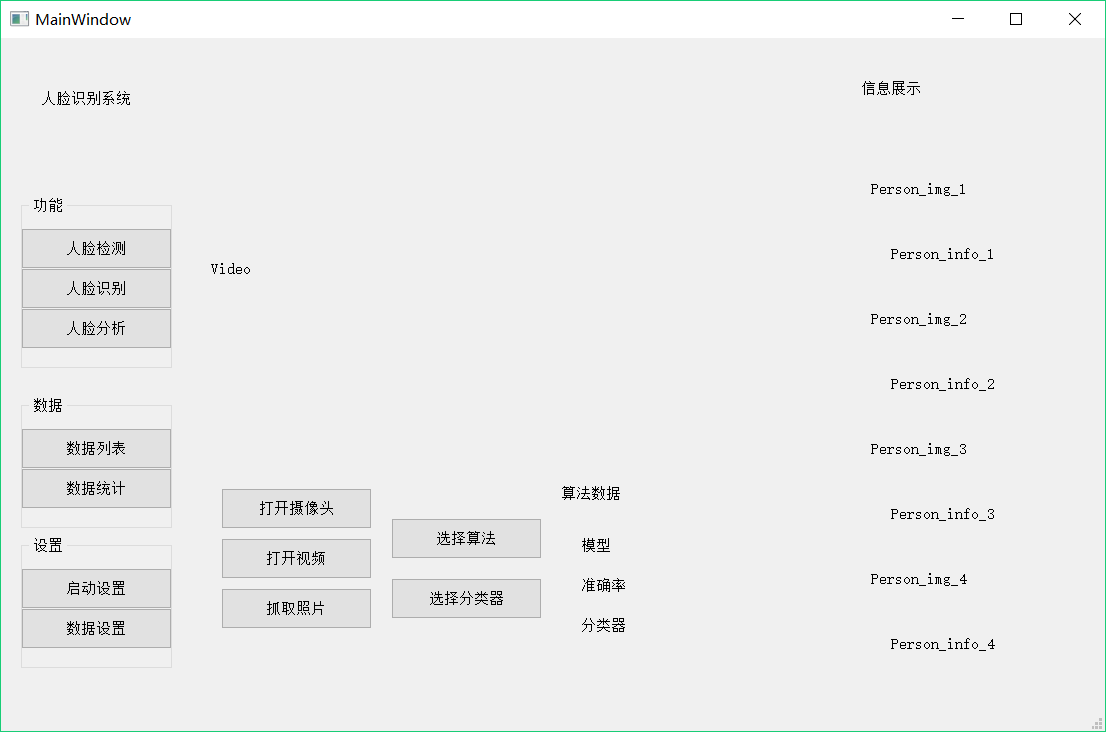 MainWindow
人脸识别系统
功能
人脸检测
人脸识别
人脸分析
数据
数据列表
数据统计
设置
启动设置
数据设置
Video
打开摄像头
打开视频
抓取照片
选择算法
选择分类器
算法数据
模型
准确率
分类器
信息展示
Person_img_1
Person_info_1
Person_img_2
Person_info_2
Person_img_3
Person_info_3
Person_img_4
Person_info_4